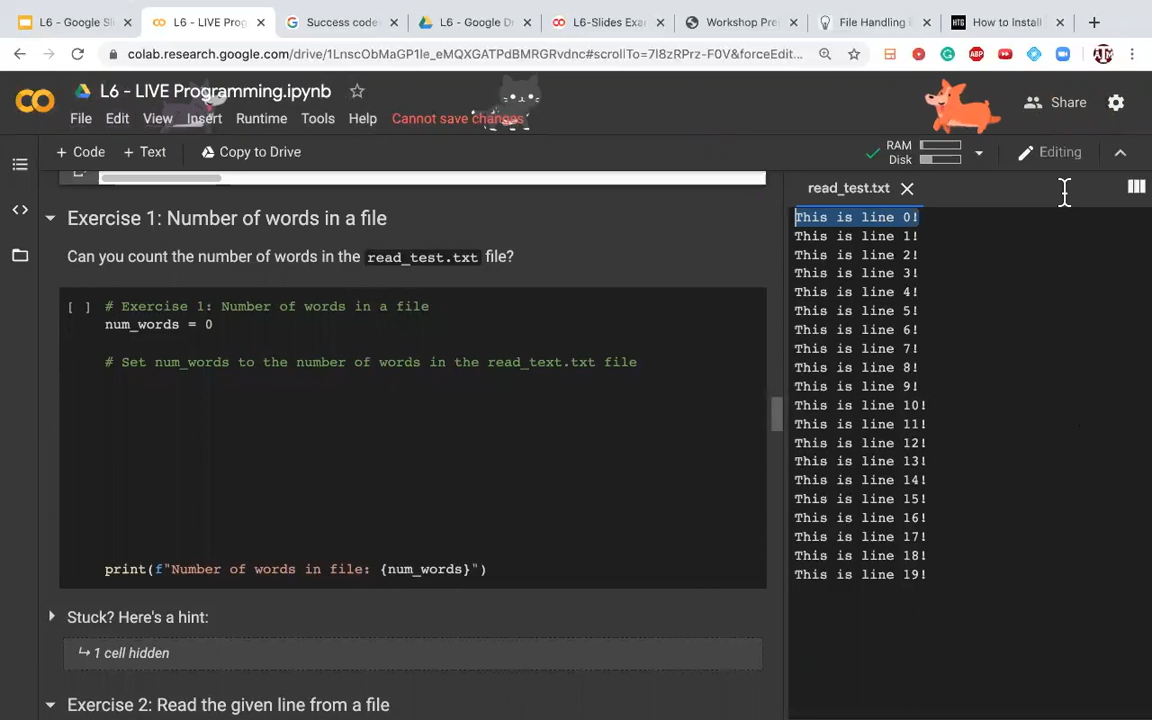 L6 - Google Slide
L6 - LIVE Prog
Success code
L6 - Google Dr
L6-Slides Exa
Workshop Pre
File Handling
How to Install
colab.research.google.com/drive/1LnscObMaGP1le_eMQXGATPdBMRGRvdnc#scrollTo=7l8zRPrz-F0V&forceEdit...
L6 - LIVE Programming.ipynb
File Edit View Insert Runtime Tools Help Cannot save changes
Share
+ Code + Text Copy to Drive
RAM
Disk
Editing
Exercise 1: Number of words in a file
Can you count the number of words in the read_test.txt file?
[ ] # Exercise 1: Number of words in a file
num_words = 0
# Set num_words to the number of words in the read_text.txt file
print(f"Number of words in file: {num_words}")
Stuck? Here's a hint:
↳ 1 cell hidden
Exercise 2: Read the given line from a file
read_test.txt
This is line 0!
This is line 1!
This is line 2!
This is line 3!
This is line 4!
This is line 5!
This is line 6!
This is line 7!
This is line 8!
This is line 9!
This is line 10!
This is line 11!
This is line 12!
This is line 13!
This is line 14!
This is line 15!
This is line 16!
This is line 17!
This is line 18!
This is line 19!